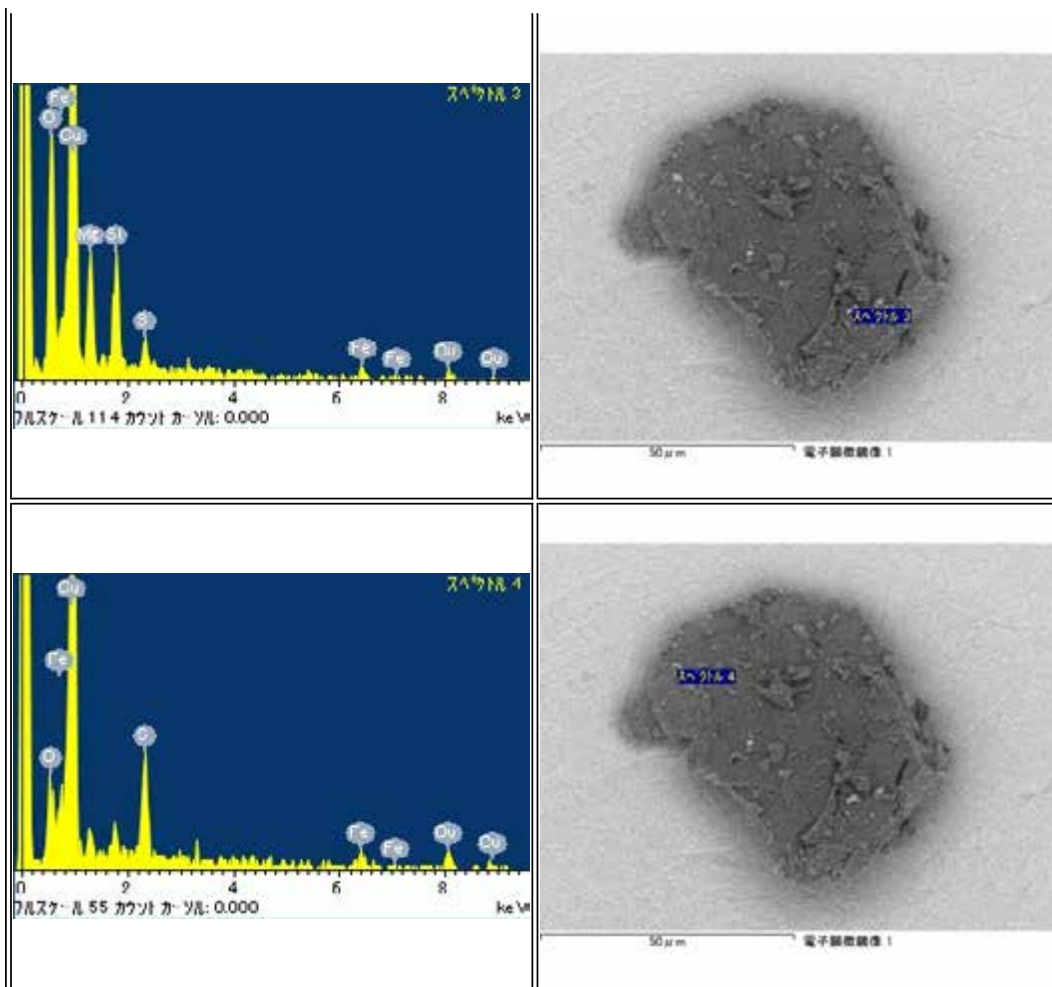 スペクトル 3
Fe
O
Cu
Mg Si
S
Fe Fe Cu Cu
0 2 4 6 8
フルスケール 114 カウント カーソル: 0.000 keV
スペクトル 3
50μm 電子顕微鏡像 1
スペクトル 4
Cu
Fe
O S
Fe Fe Cu Cu
0 2 4 6 8
フルスケール 55 カウント カーソル: 0.000 keV
スペクトル 4
50μm 電子顕微鏡像 1